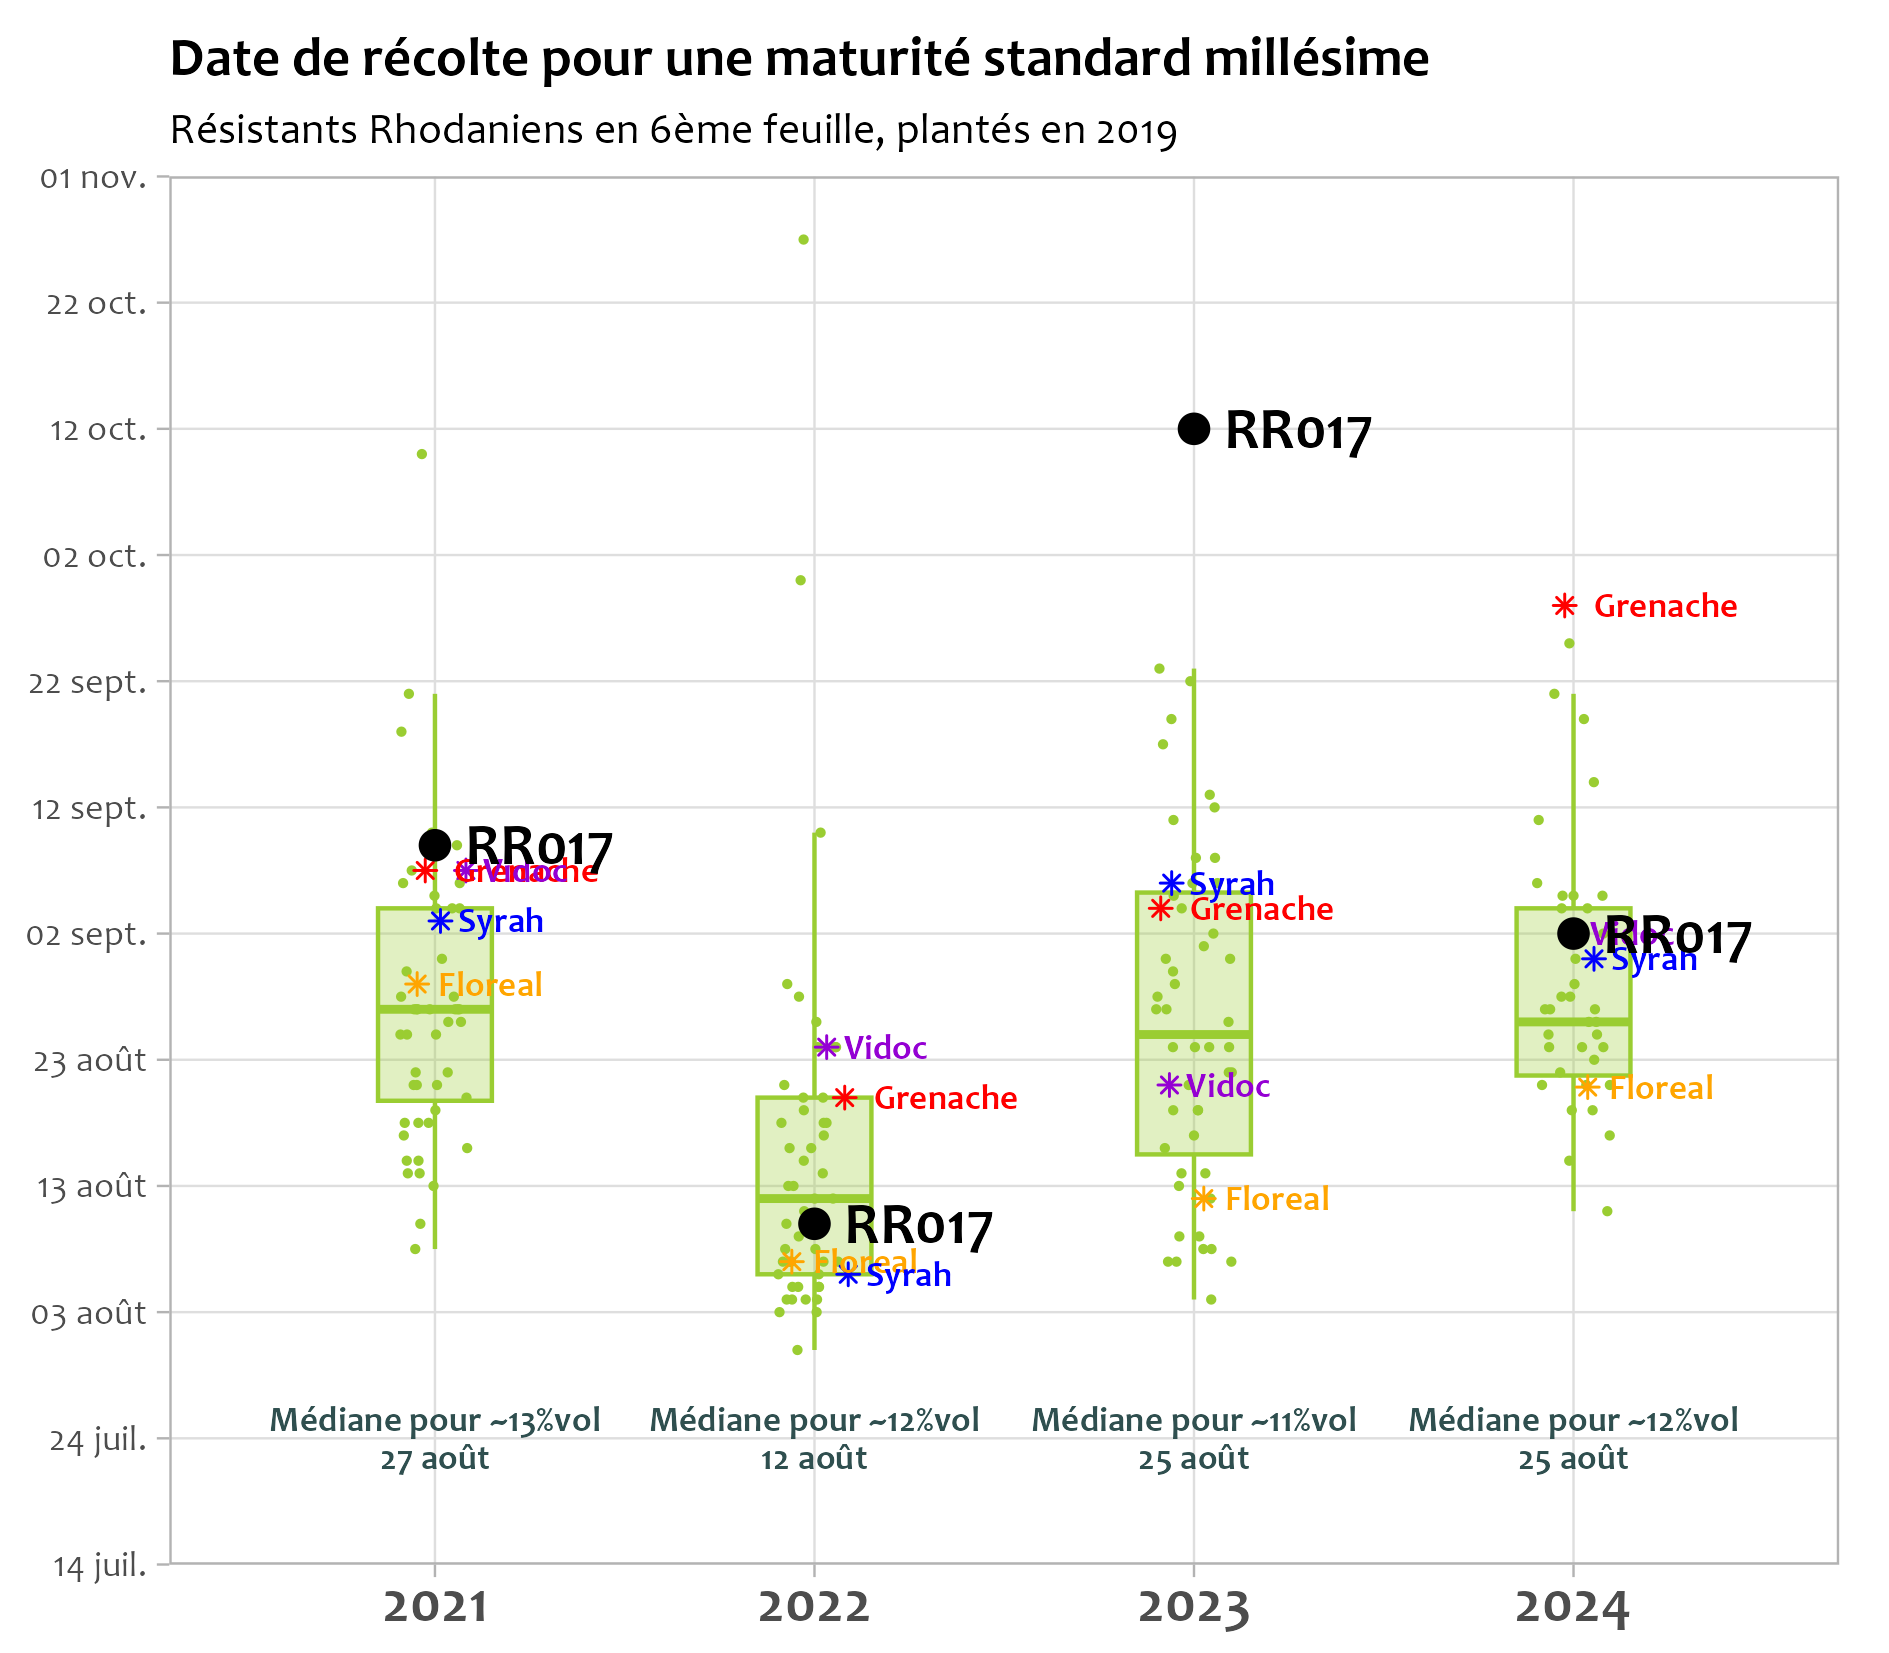 Date de récolte pour une maturité standard millésime
Résistants Rhodaniens en 6ème feuille, plantés en 2019
01 nov.
22 oct.
12 oct.
02 oct.
22 sept.
12 sept.
02 sept.
23 août
13 août
03 août
24 juil.
14 juil.
RR017
Grenache
Vidoc
Syrah
Floreal
Vidoc
Grenache
RR017
Floreal
Syrah
RR017
Syrah
Grenache
Vidoc
Floreal
Grenache
Vidoc
RR017
Syrah
Floreal
Médiane pour ~13%vol
27 août
Médiane pour ~12%vol
12 août
Médiane pour ~11%vol
25 août
Médiane pour ~12%vol
25 août
2021
2022
2023
2024